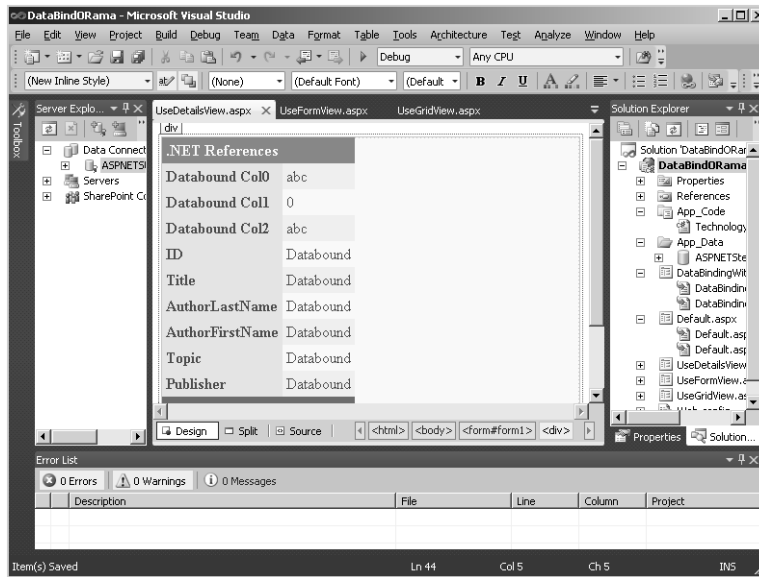 DataBindORama - Microsoft Visual Studio
File Edit View Project Build Debug Team Data Format Table Tools Architecture Test Analyze Window Help
Debug Any CPU
(New Inline Style) (None) (Default Font) (Default B I U A
Server Explo... UseDetailsView.aspx UseFormView.aspx UseGridView.aspx Solution Explorer
Toolbox
Data Connect
ASPNETS
Servers
SharePoint Co
div
.NET References
Databound Col0 abc
Databound Col1 0
Databound Col2 abc
ID Databound
Title Databound
AuthorLastName Databound
AuthorFirstName Databound
Topic Databound
Publisher Databound
Design Split Source <html> <body> <form#form1> <div>
Solution 'DataBindORar
DataBindORama
Properties
References
App_Code
Technology
App_Data
ASPNETSte
DataBindingWit
DataBindin
DataBindin
Default.aspx
Default.asp
Default.asp
UseDetailsView
UseFormView.a
UseGridView.as
Properties Solution...
Error List
0 Errors 0 Warnings 0 Messages
Description File Line Column Project
Item(s) Saved Ln 44 Col 5 Ch 5 INS